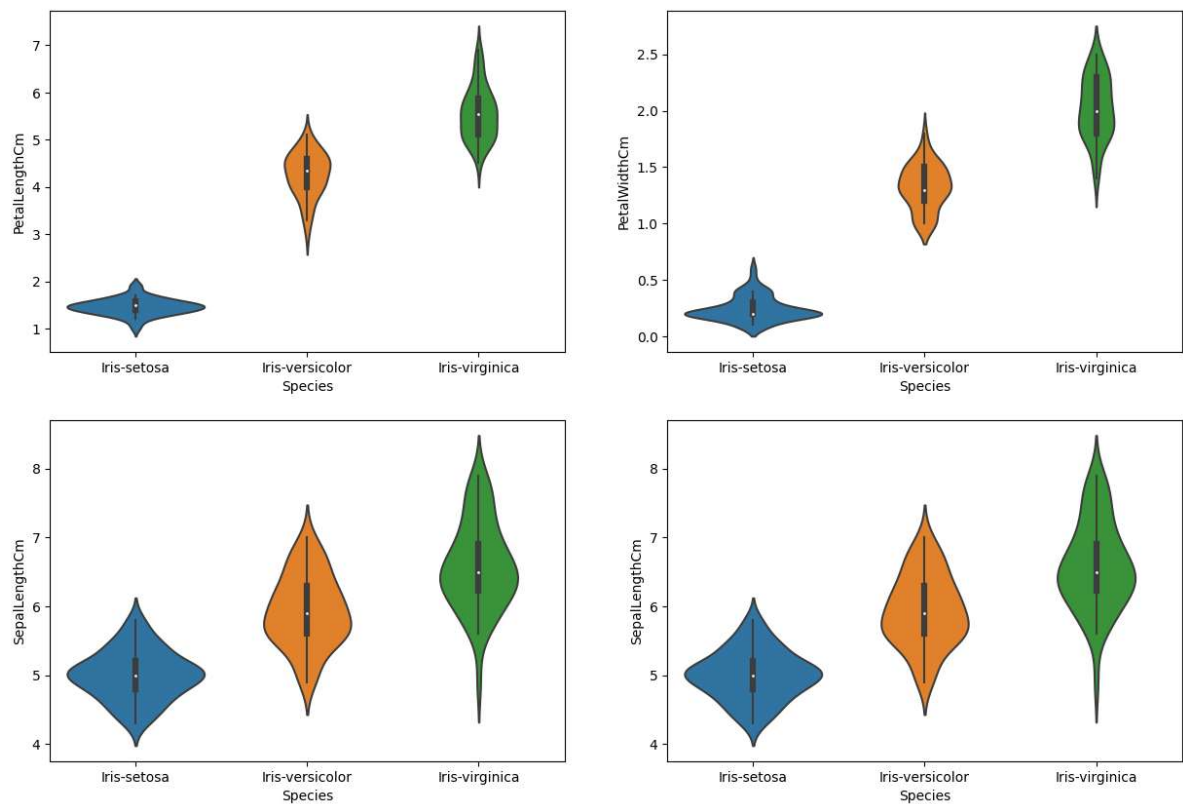 PetalLengthCm
7
6
5
4
3
2
1
Iris-setosa Iris-versicolor Iris-virginica
Species
PetalWidthCm
2.5
2.0
1.5
1.0
0.5
0.0
Iris-setosa Iris-versicolor Iris-virginica
Species
SepalLengthCm
8
7
6
5
4
Iris-setosa Iris-versicolor Iris-virginica
Species
SepalLengthCm
8
7
6
5
4
Iris-setosa Iris-versicolor Iris-virginica
Species